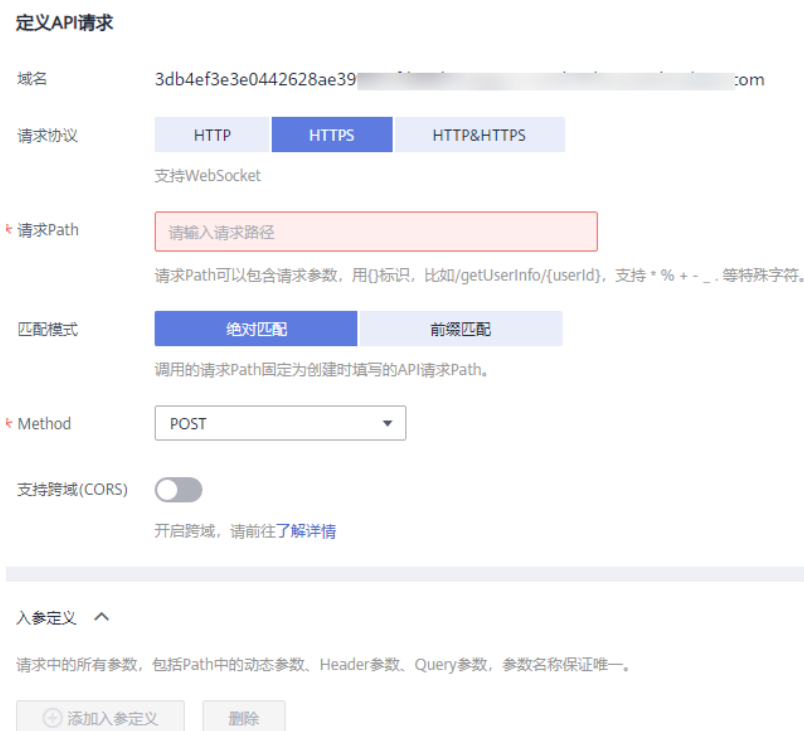 定义API请求
域名 3db4ef3e3e0442628ae39 com
请求协议 HTTP HTTPS HTTP&HTTPS
支持WebSocket
* 请求Path 请输入请求路径
请求Path可以包含请求参数，用{}标识，比如/getUserInfo/{userId}，支持 * % + - _ . 等特殊字符。
匹配模式 绝对匹配 前缀匹配
调用的请求Path固定为创建时填写的API请求Path。
* Method POST
支持跨域(CORS)
开启跨域，请前往了解详情
入参定义
请求中的所有参数，包括Path中的动态参数、Header参数、Query参数，参数名称保证唯一。
添加入参定义 删除